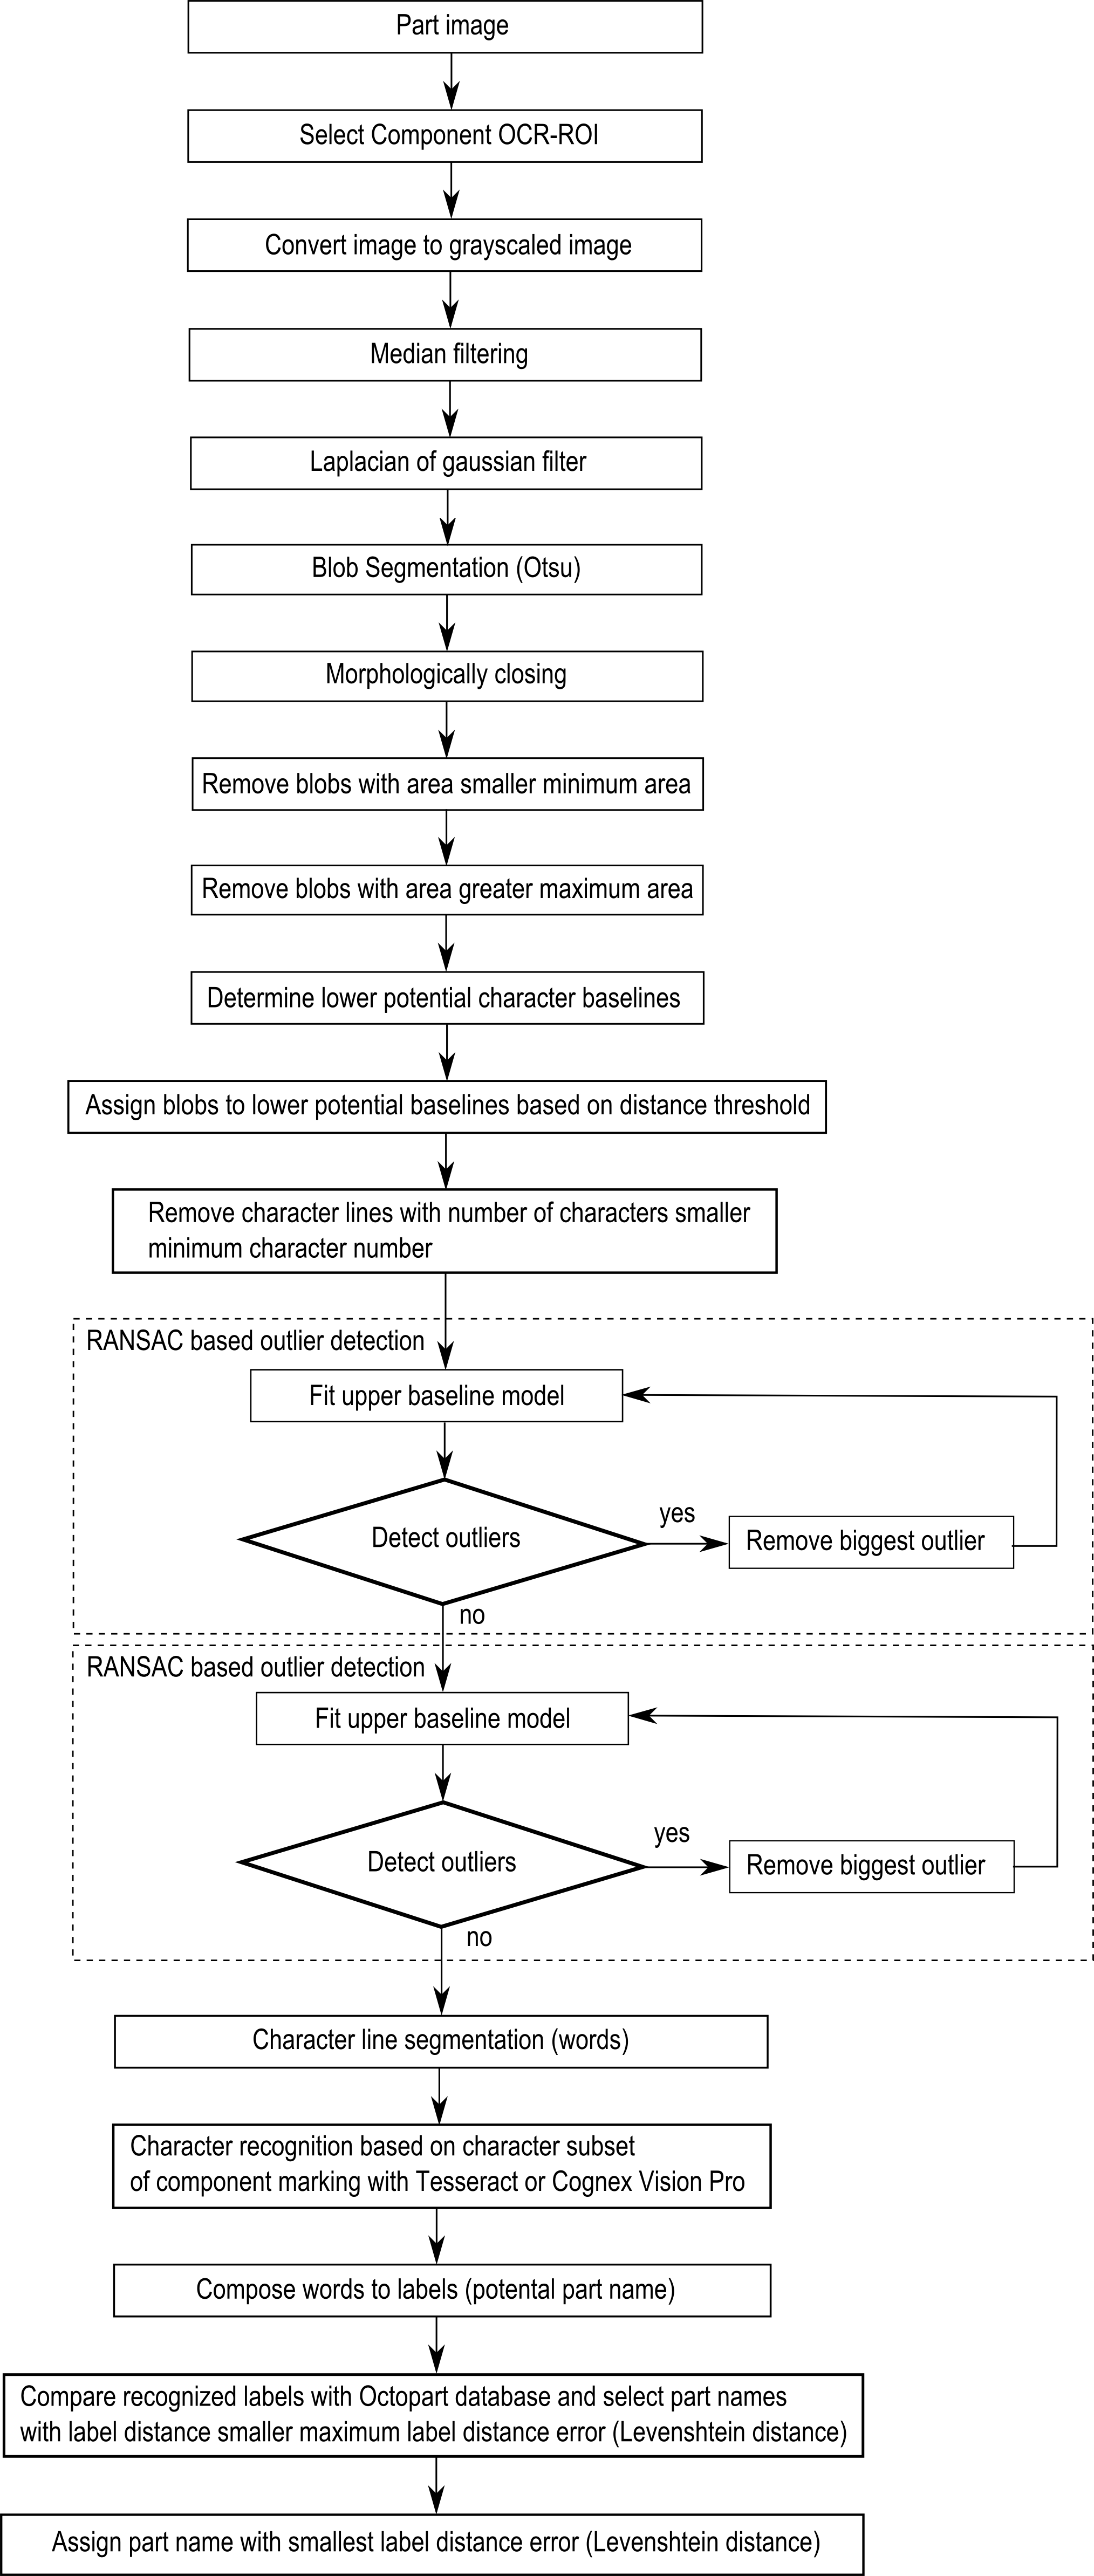 Part image
Select Component OCR-ROI
Convert image to grayscaled image
Median filtering
Laplacian of gaussian filter
Blob Segmentation (Otsu)
Morphologically closing
Remove blobs with area smaller minimum area
Remove blobs with area greater maximum area
Determine lower potential character baselines
Assign blobs to lower potential baselines based on distance threshold
Remove character lines with number of characters smaller
minimum character number
RANSAC based outlier detection
Fit upper baseline model
Detect outliers
yes
Remove biggest outlier
no
RANSAC based outlier detection
Fit upper baseline model
Detect outliers
yes
Remove biggest outlier
no
Character line segmentation (words)
Character recognition based on character subset
of component marking with Tesseract or Cognex Vision Pro
Compose words to labels (potental part name)
Compare recognized labels with Octopart database and select part names
with label distance smaller maximum label distance error (Levenshtein distance)
Assign part name with smallest label distance error (Levenshtein distance)